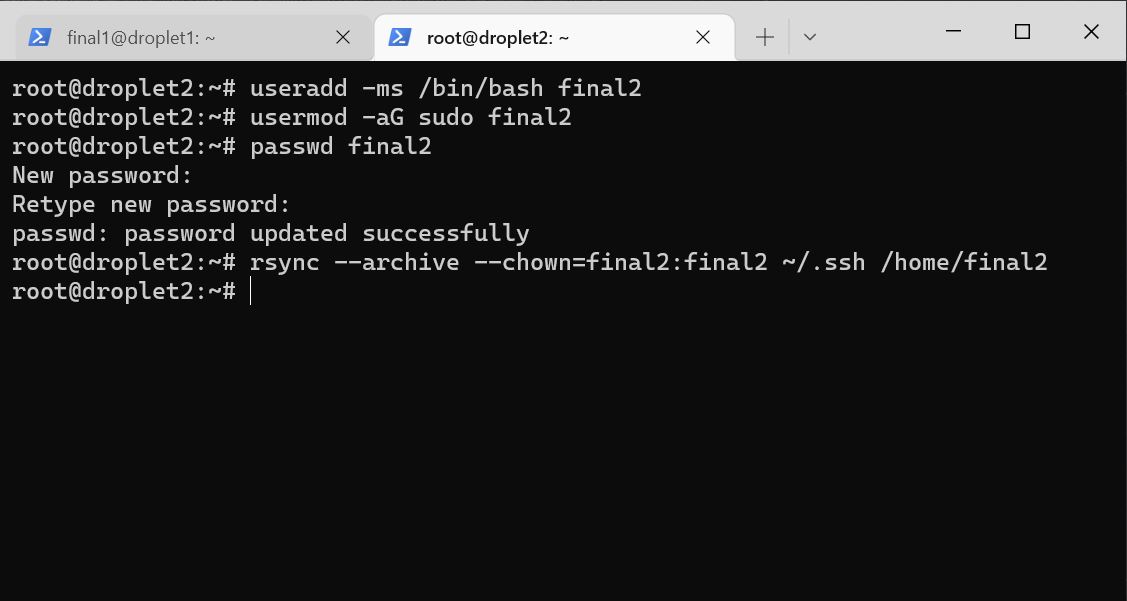 final1@droplet1: ~
root@droplet2: ~
root@droplet2:~# useradd -ms /bin/bash final2
root@droplet2:~# usermod -aG sudo final2
root@droplet2:~# passwd final2
New password:
Retype new password:
passwd: password updated successfully
root@droplet2:~# rsync --archive --chown=final2:final2 ~/.ssh /home/final2
root@droplet2:~#